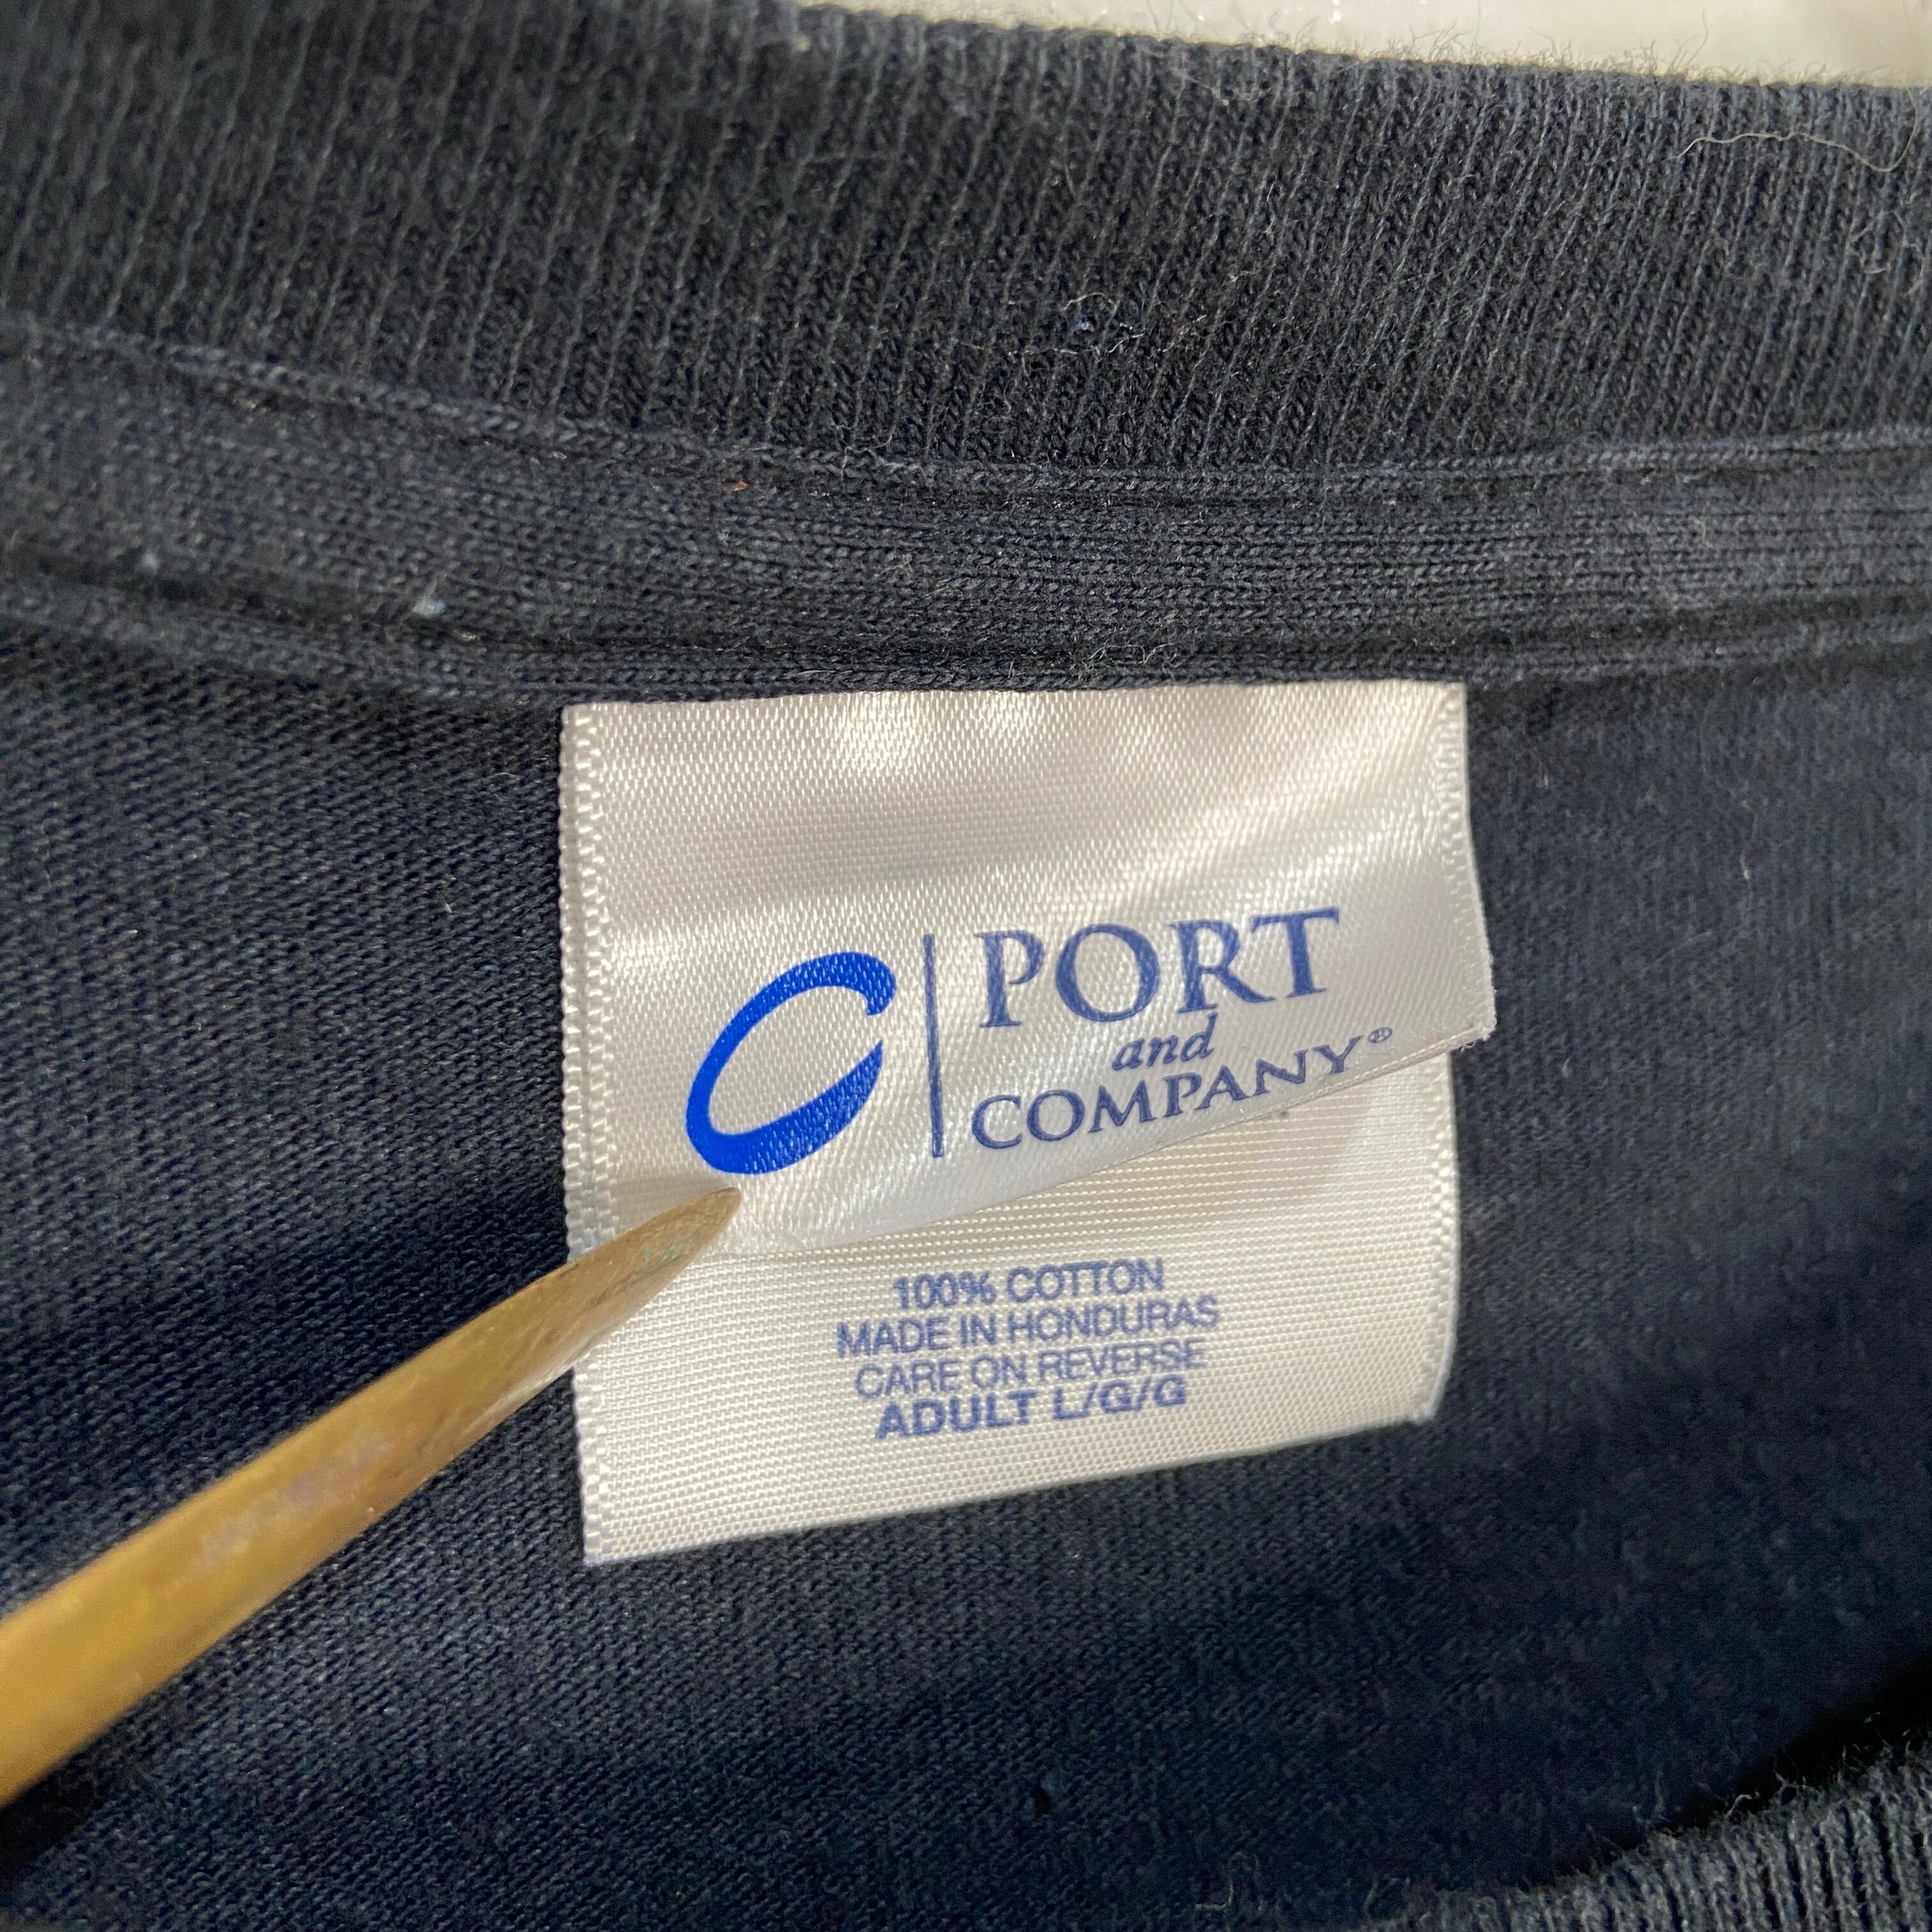 PORT
and
COMPANY®
100% COTTON
MADE IN HONDURAS
CARE ON REVERSE
ADULT L/G/G